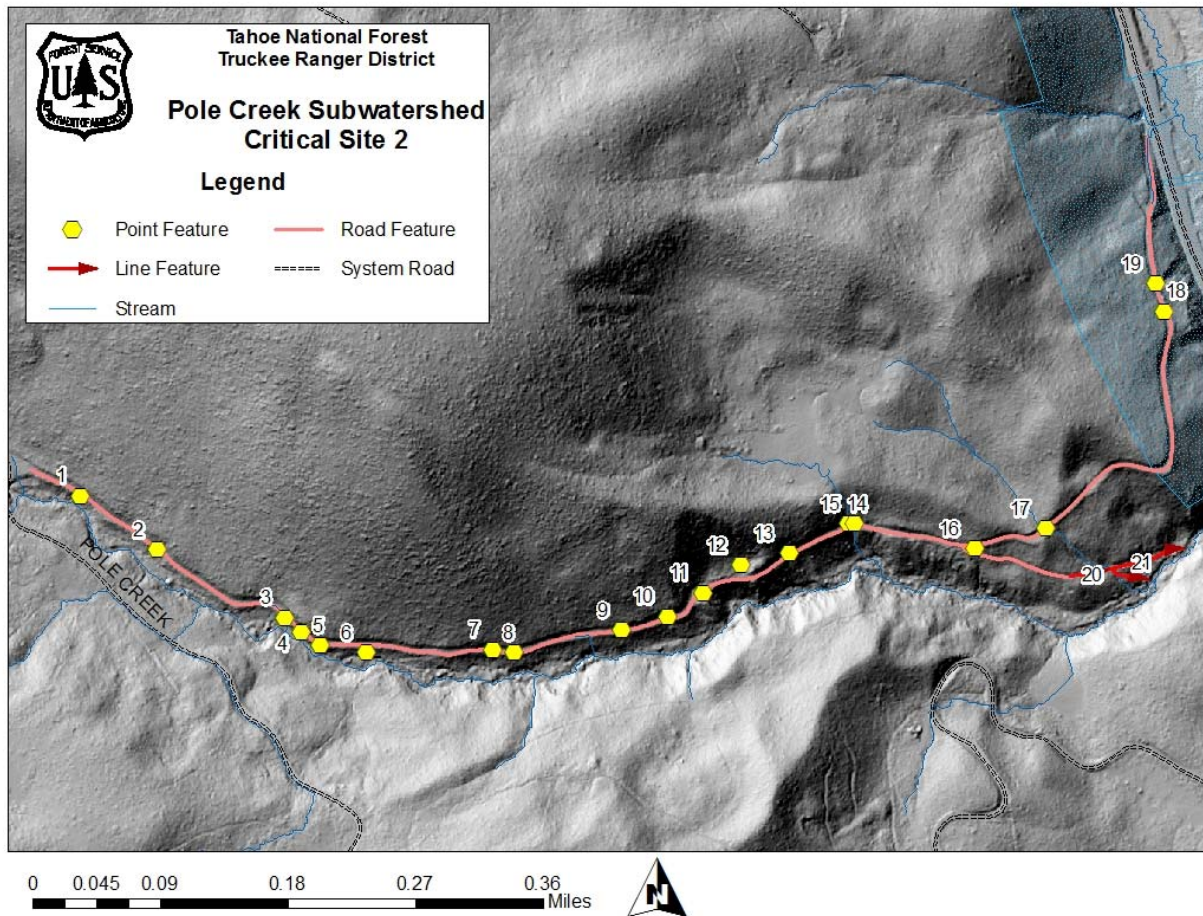 Tahoe National Forest
Truckee Ranger District
FOREST SERVICE
US
DEPARTMENT OF AGRICULTURE
Pole Creek Subwatershed
Critical Site 2
Legend
Point Feature
Road Feature
Line Feature
System Road
Stream
19
18
1
2
3
4
5
6
7
8
9
10
11
12
13
15
14
16
17
20
21
POLE CREEK
0
0.045
0.09
0.18
0.27
0.36
Miles
N